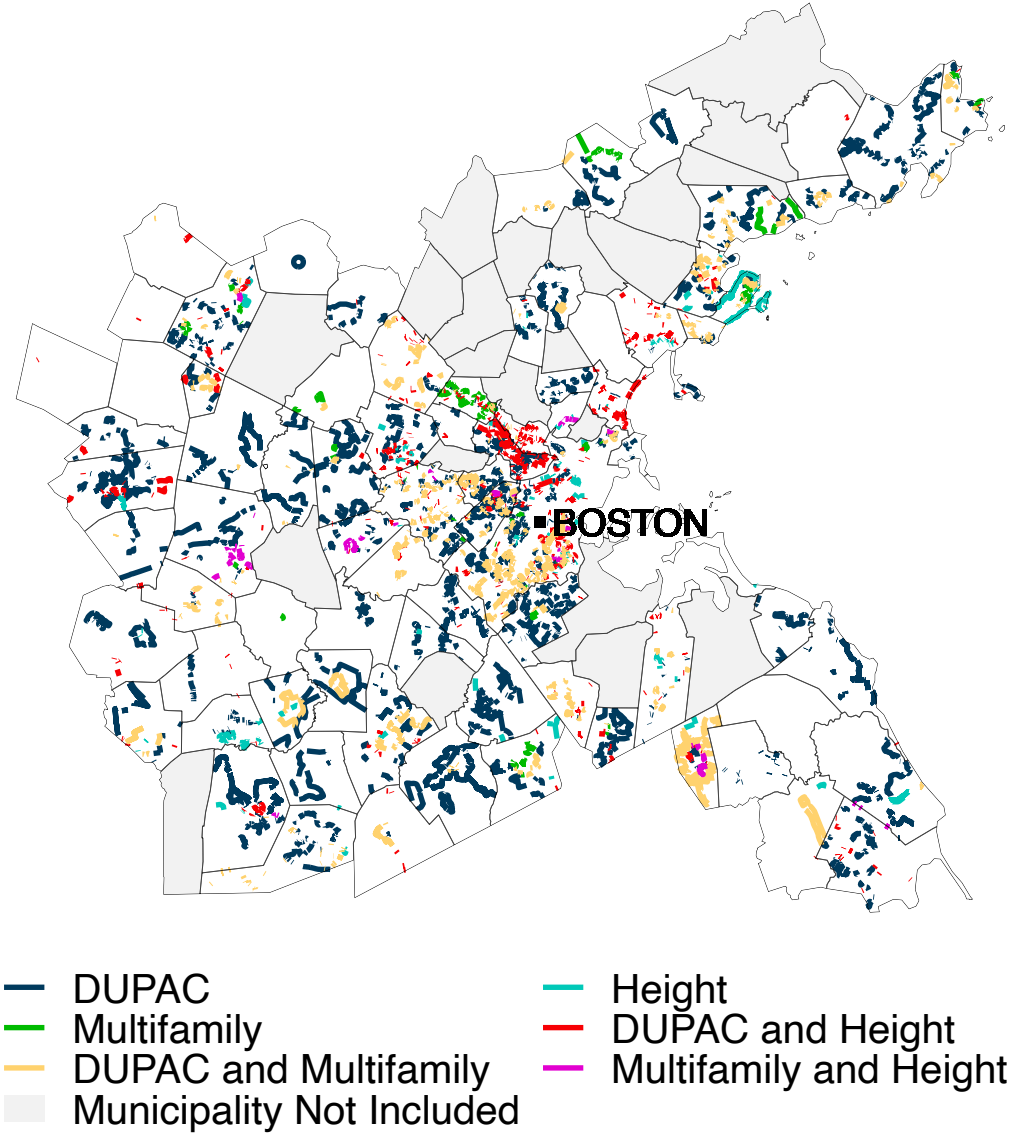 BOSTON
DUPAC
Multifamily
DUPAC and Multifamily
Municipality Not Included
Height
DUPAC and Height
Multifamily and Height